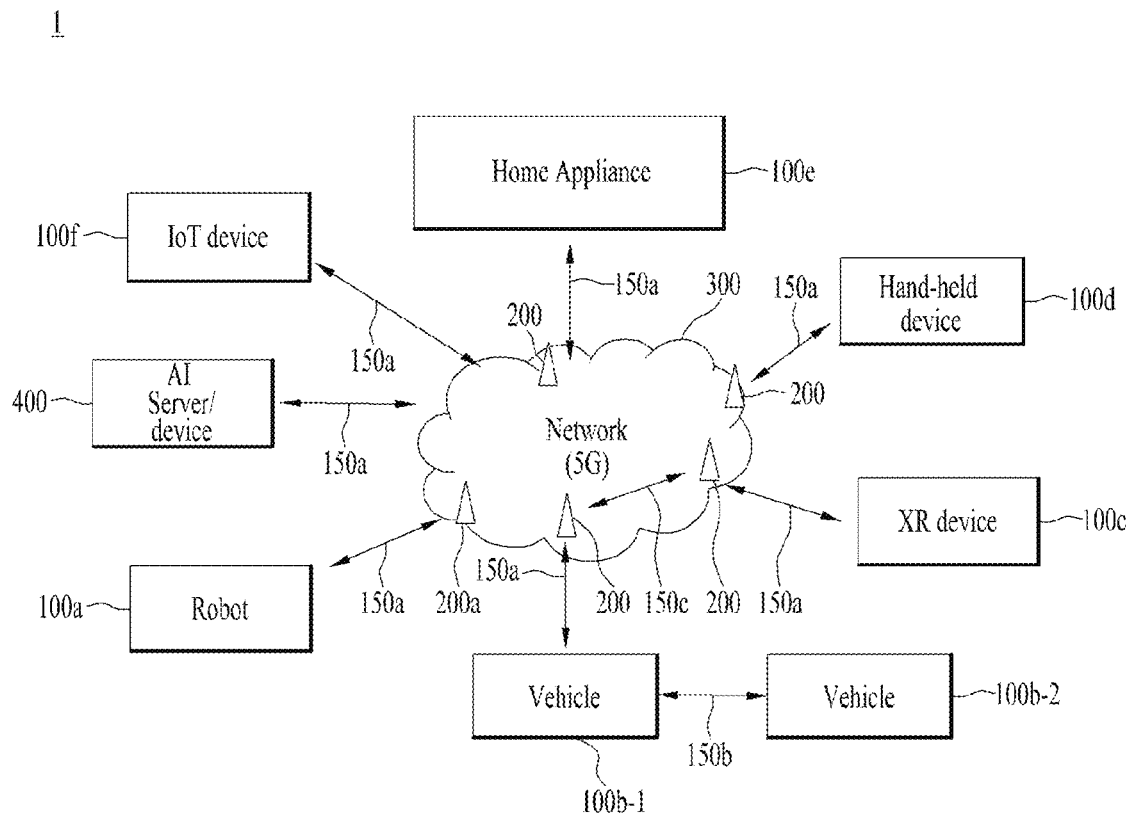 1
Home Appliance
100e
IoT device
100f
150a
200
300
150a
Hand-held
device
100d
150a
AI
Server/
device
400
150a
200
Network
(5G)
XR device
100c
150a
150a
200a
150a
200
150c
200
150a
Robot
100a
Vehicle
Vehicle
100b-2
150b
100b-1